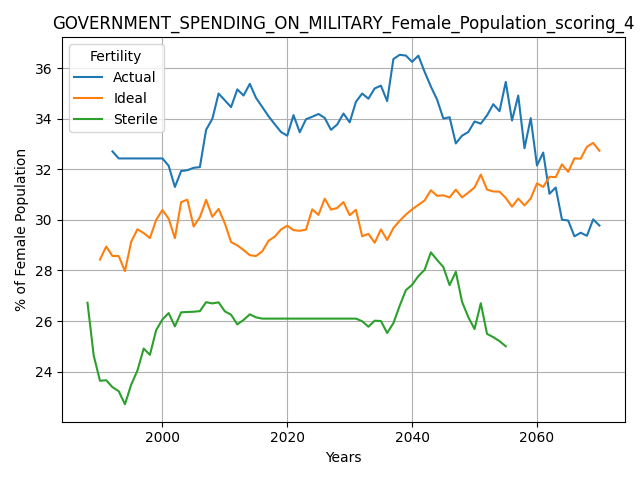 GOVERNMENT_SPENDING_ON_MILITARY_Female_Population_scoring_4
Fertility
Actual
Ideal
Sterile
% of Female Population
36
34
32
30
28
26
24
2000 2020 2040 2060
Years